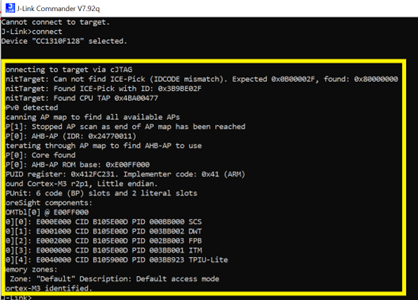 J-Link Commander V7.92q
Cannot connect to target.
J-Link>connect
Device "CC1310F128" selected.
onnecting to target via cJTAG
nitTarget: Can not find ICE-Pick (IDCODE mismatch). Expected 0x0B00002F, found: 0x80000000
nitTarget: Found ICE-Pick with ID: 0x3B9BE02F
nitTarget: Found CPU TAP 0x4BA00477
Pv0 detected
canning AP map to find all available APs
P[1]: Stopped AP scan as end of AP map has been reached
P[0]: AHB-AP (IDR: 0x24770011)
terating through AP map to find AHB-AP to use
P[0]: Core found
P[0]: AHB-AP ROM base: 0xE00FF000
PUID register: 0x412FC231. Implementer code: 0x41 (ARM)
ound Cortex-M3 r2p1, Little endian.
PUnit: 6 code (BP) slots and 2 literal slots
oreSight components:
OMTbl[0] @ E00FF000
0][0]: E000E000 CID B105E00D PID 000BB000 SCS
0][1]: E0001000 CID B105E00D PID 003BB002 DWT
0][2]: E0002000 CID B105E00D PID 002BB003 FPB
0][3]: E0000000 CID B105E00D PID 003BB001 ITM
0][4]: E0040000 CID B105900D PID 003BB923 TPIU-Lite
emory zones:
Zone: "Default" Description: Default access mode
ortex-M3 identified.
J-Link>